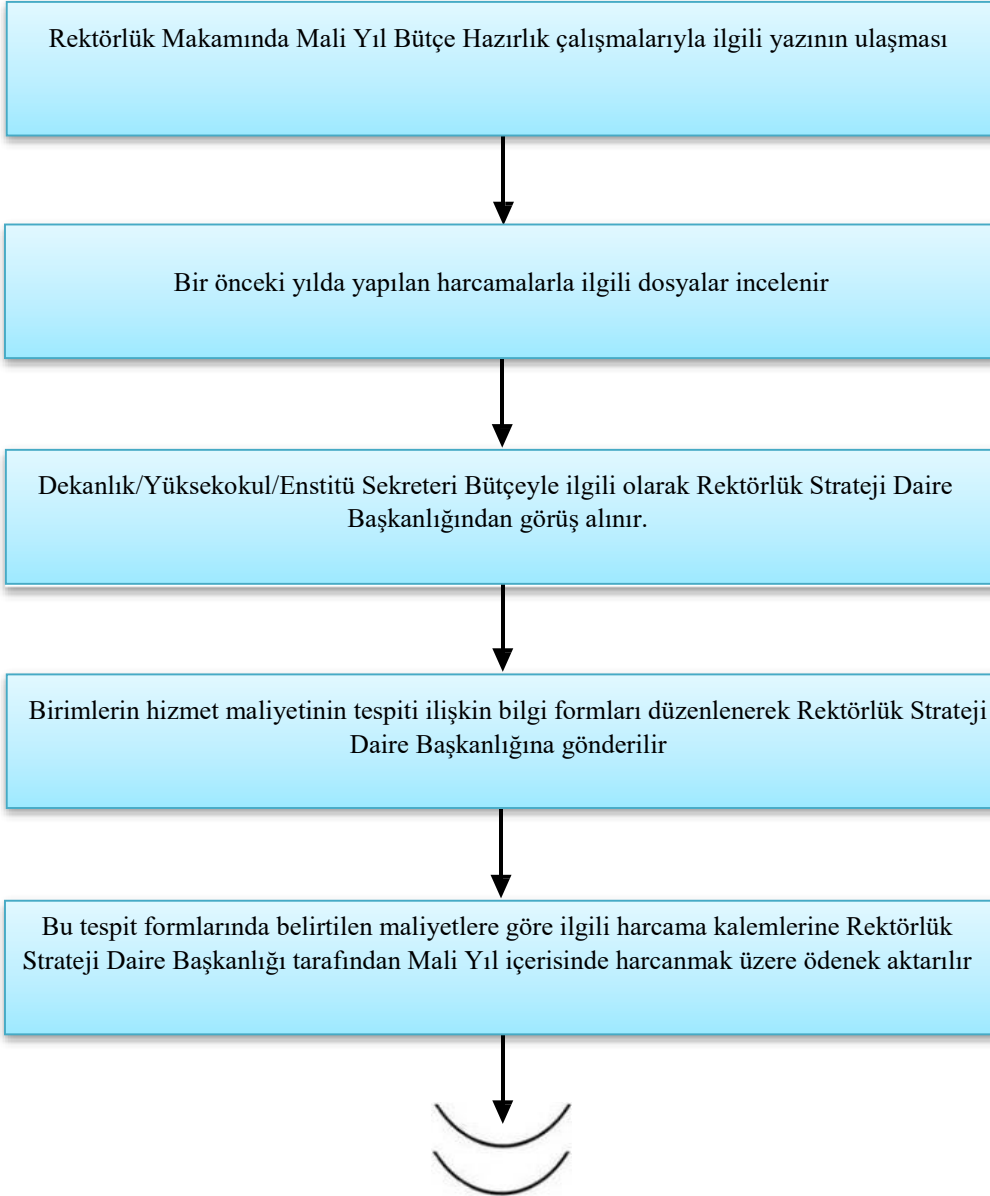 Rektörlük Makamında Mali Yıl Bütçe Hazırlık çalışmalarıyla ilgili yazının ulaşması
Bir önceki yılda yapılan harcamalarla ilgili dosyalar incelenir
Dekanlık/Yüksekokul/Enstitü Sekreteri Bütçeyle ilgili olarak Rektörlük Strateji Daire
Başkanlığından görüş alınır.
Birimlerin hizmet maliyetinin tespiti ilişkin bilgi formları düzenlenerek Rektörlük Strateji
Daire Başkanlığına gönderilir
Bu tespit formlarında belirtilen maliyetlere göre ilgili harcama kalemlerine Rektörlük
Strateji Daire Başkanlığı tarafından Mali Yıl içerisinde harcanmak üzere ödenek aktarılır